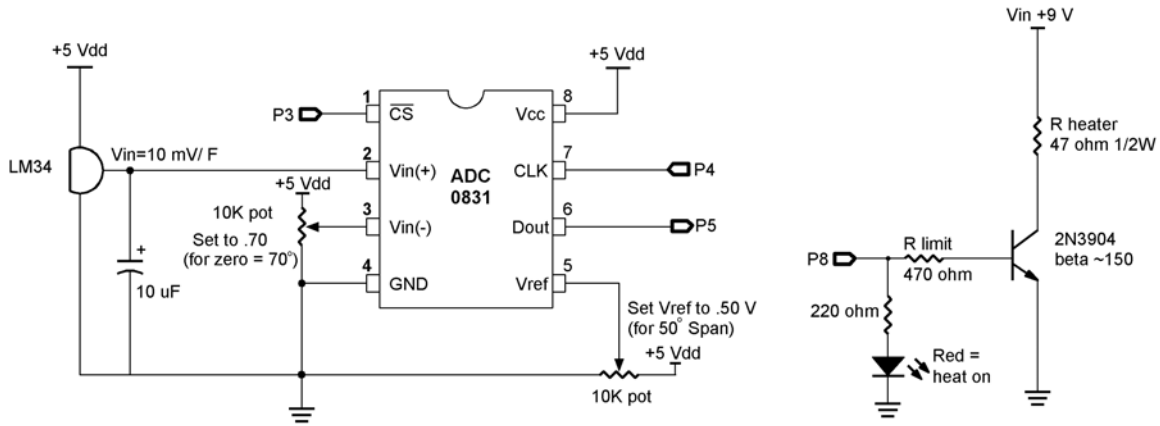 +5 Vdd
LM34
Vin=10 mV/ F
+
10 uF
+5 Vdd
10K pot
Set to .70
(for zero = 70°)
P3
1
CS
2
Vin(+)
3
Vin(-)
4
GND
ADC
0831
8
Vcc
7
CLK
6
Dout
5
Vref
+5 Vdd
P4
P5
Set Vref to .50 V
(for 50° Span)
+5 Vdd
10K pot
Vin +9 V
R heater
47 ohm 1/2W
P8
R limit
470 ohm
2N3904
beta ~150
220 ohm
Red =
heat on